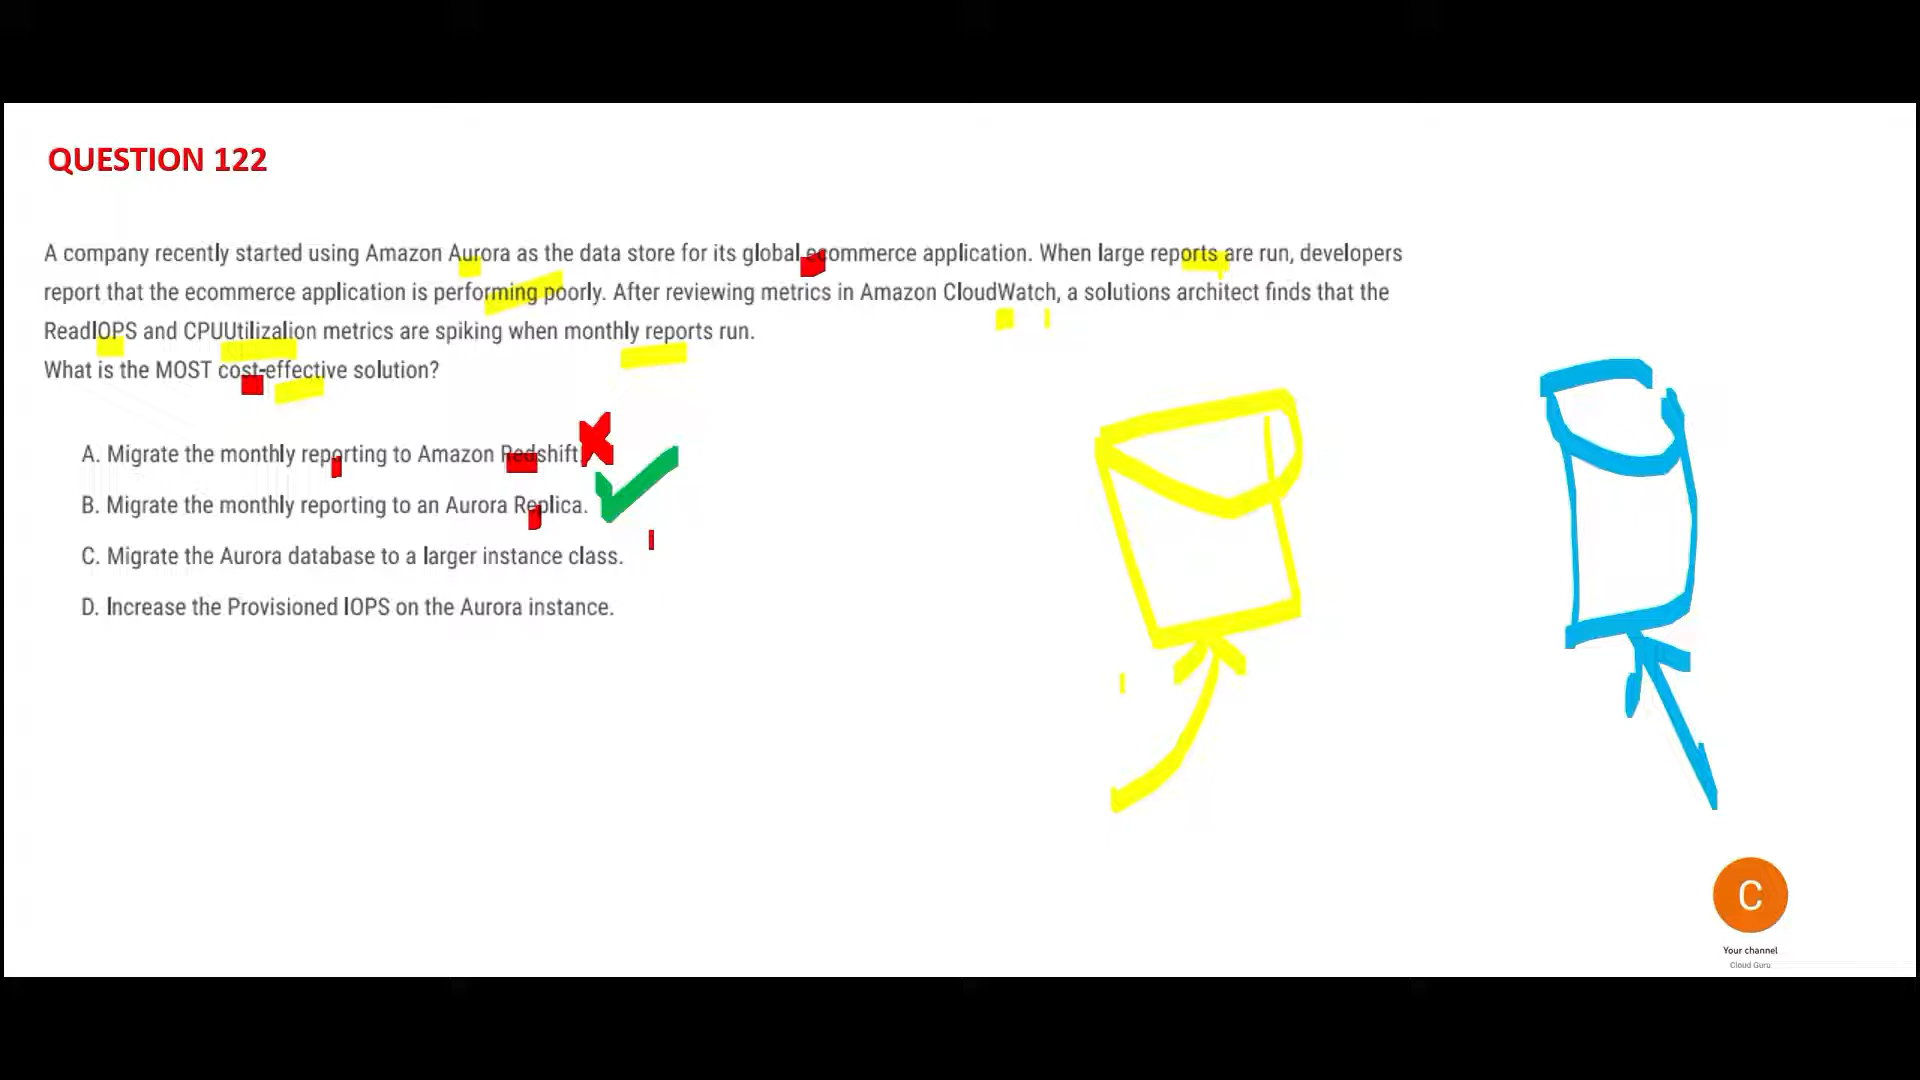 QUESTION 122
A company recently started using Amazon Aurora as the data store for its global ecommerce application. When large reports are run, developers
report that the ecommerce application is performing poorly. After reviewing metrics in Amazon CloudWatch, a solutions architect finds that the
ReadIOPS and CPUUtilizalion metrics are spiking when monthly reports run.
What is the MOST cost-effective solution?
A. Migrate the monthly reporting to Amazon Redshift.
B. Migrate the monthly reporting to an Aurora Replica.
C. Migrate the Aurora database to a larger instance class.
D. Increase the Provisioned IOPS on the Aurora instance.
C
Your channel
Cloud Guru